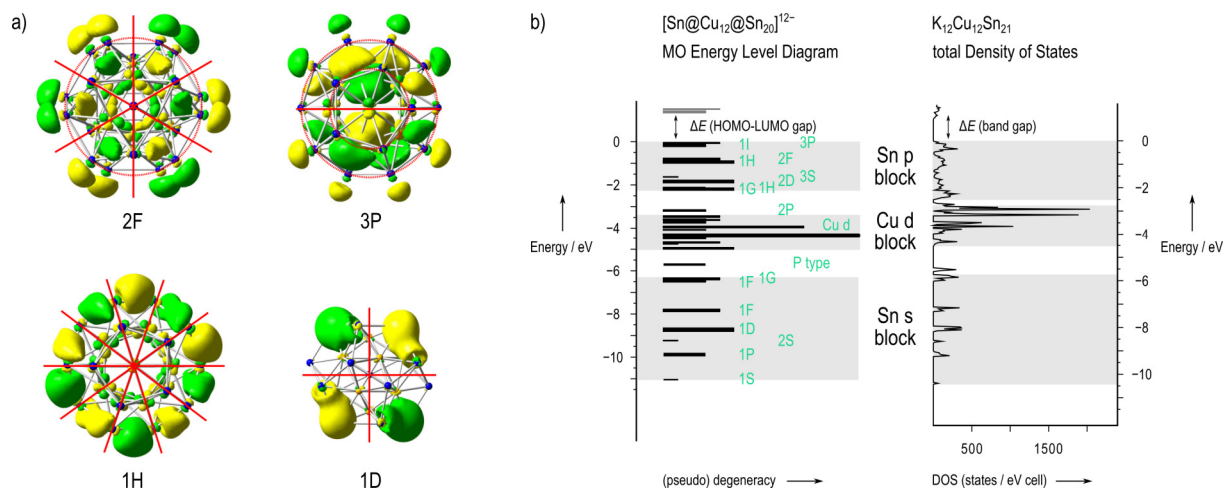 a)
2F
3P
1H
1D
b)
[Sn@Cu12@Sn20]12−
MO Energy Level Diagram
K12Cu12Sn21
total Density of States
ΔE (HOMO-LUMO gap)
ΔE (band gap)
0
−2
−4
−6
−8
−10
Energy / eV
1I
3P
1H
2F
3S
2D
1G
1H
2P
Cu d
P type
1G
1F
1F
1D
2S
1P
1S
(pseudo) degeneracy
Sn p
block
Cu d
block
Sn s
block
0
−2
−4
−6
−8
−10
Energy / eV
500
1500
DOS (states / eV cell)